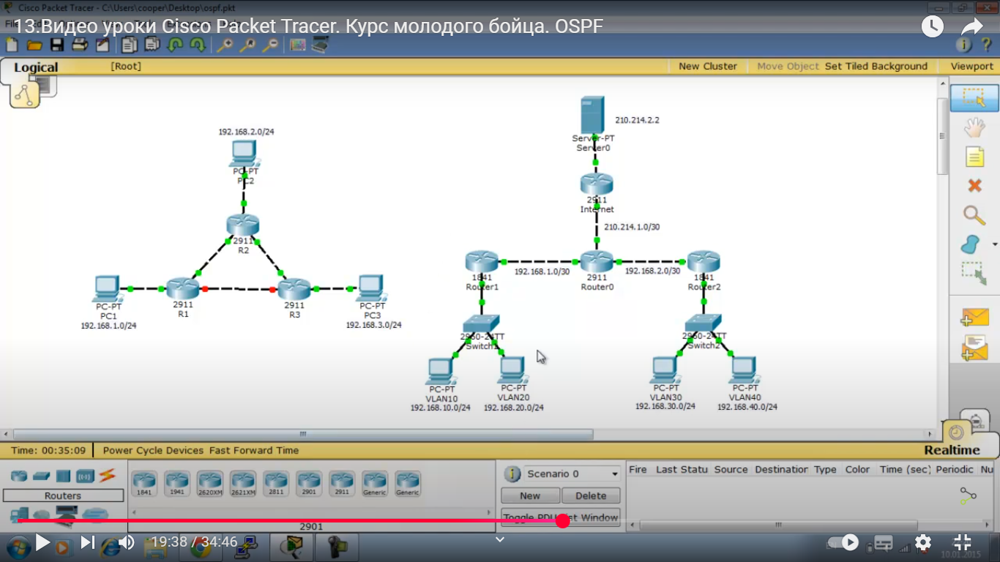 Cisco Packet Tracer - C:\Users\cooper\Desktop\ospf.pkt
13.Видео уроки Cisco Packet Tracer. Курс молодого бойца. OSPF
Logical
[Root]
New Cluster
Move Object
Set Tiled Background
Viewport
210.214.2.2
Server-PT
Server0
192.168.2.0/24
PC-PT
PC2
2911
Internet
210.214.1.0/30
2911
R2
192.168.1.0/30
192.168.2.0/30
1841
Router1
2911
Router0
1841
Router2
PC-PT
PC1
192.168.1.0/24
2911
R1
2911
R3
PC-PT
PC3
192.168.3.0/24
2960-24TT
Switch1
2960-24TT
Switch2
PC-PT
VLAN10
192.168.10.0/24
PC-PT
VLAN20
192.168.20.0/24
PC-PT
VLAN30
192.168.30.0/24
PC-PT
VLAN40
192.168.40.0/24
Time: 00:35:09
Power Cycle Devices Fast Forward Time
Realtime
Routers
1841 1941 2620XM 2621XM 2811 2901 2911 Generic Generic
2901
Scenario 0
New
Delete
Toggle PDU List Window
Fire Last Statu Source Destination Type Color Time (sec) Periodic Nu
19:38 / 34:46
10.01.2015